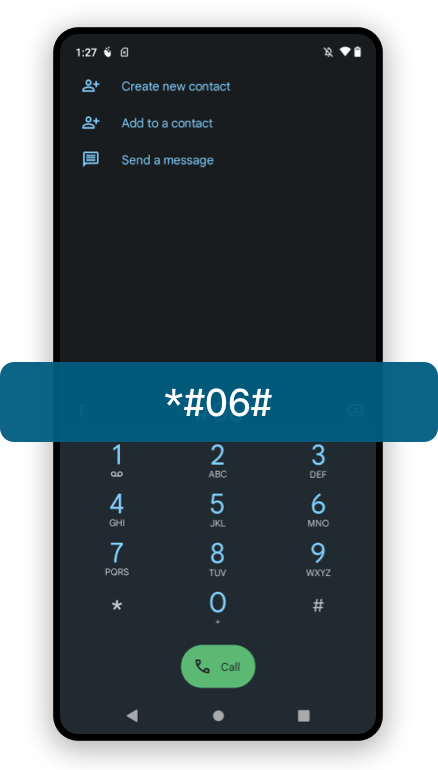 1:27
Create new contact
Add to a contact
Send a message
*#06#
1 2 3
ABC DEF
4 5 6
GHI JKL MNO
7 8 9
PQRS TUV WXYZ
* 0 #
+
Call